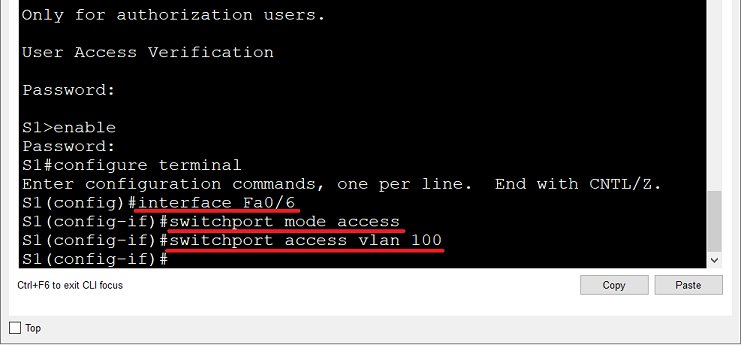 Only for authorization users.
User Access Verification
Password:
S1>enable
Password:
S1#configure terminal
Enter configuration commands, one per line.  End with CNTL/Z.
S1(config)#interface Fa0/6
S1(config-if)#switchport mode access
S1(config-if)#switchport access vlan 100
S1(config-if)#
Ctrl+F6 to exit CLI focus
Copy
Paste
Top